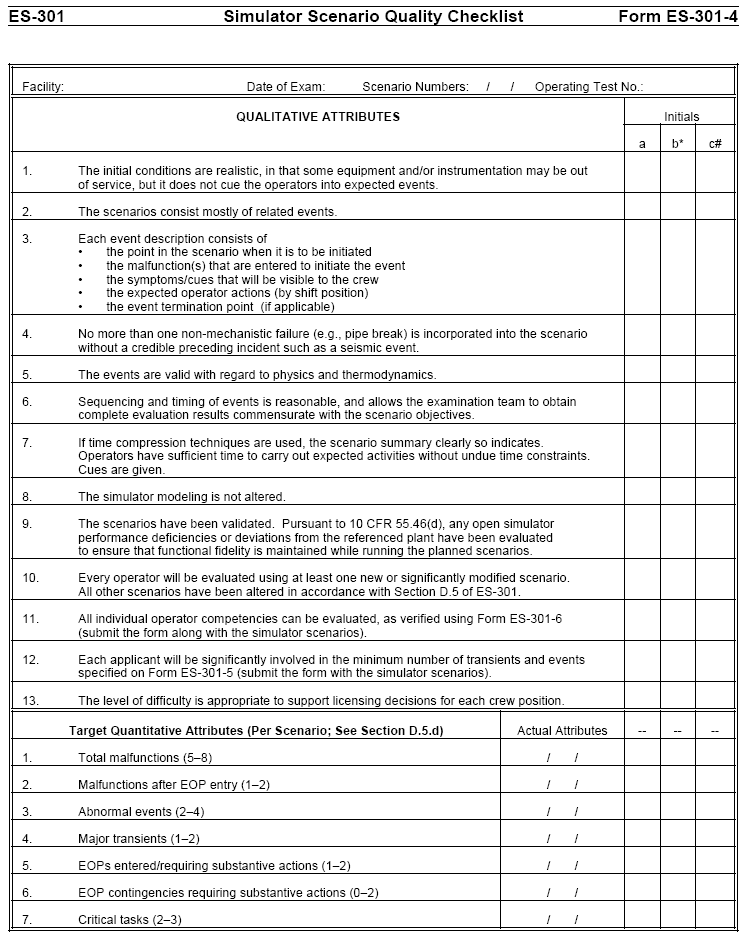 ES-301 Simulator Scenario Quality Checklist Form ES-301-4
Facility: Date of Exam: Scenario Numbers: / / Operating Test No.:
QUALITATIVE ATTRIBUTES Initials
a b* c#
1. The initial conditions are realistic, in that some equipment and/or instrumentation may be out
of service, but it does not cue the operators into expected events.
2. The scenarios consist mostly of related events.
3. Each event description consists of
• the point in the scenario when it is to be initiated
• the malfunction(s) that are entered to initiate the event
• the symptoms/cues that will be visible to the crew
• the expected operator actions (by shift position)
• the event termination point (if applicable)
4. No more than one non-mechanistic failure (e.g., pipe break) is incorporated into the scenario
without a credible preceding incident such as a seismic event.
5. The events are valid with regard to physics and thermodynamics.
6. Sequencing and timing of events is reasonable, and allows the examination team to obtain
complete evaluation results commensurate with the scenario objectives.
7. If time compression techniques are used, the scenario summary clearly so indicates.
Operators have sufficient time to carry out expected activities without undue time constraints.
Cues are given.
8. The simulator modeling is not altered.
9. The scenarios have been validated. Pursuant to 10 CFR 55.46(d), any open simulator
performance deficiencies or deviations from the referenced plant have been evaluated
to ensure that functional fidelity is maintained while running the planned scenarios.
10. Every operator will be evaluated using at least one new or significantly modified scenario.
All other scenarios have been altered in accordance with Section D.5 of ES-301.
11. All individual operator competencies can be evaluated, as verified using Form ES-301-6
(submit the form along with the simulator scenarios).
12. Each applicant will be significantly involved in the minimum number of transients and events
specified on Form ES-301-5 (submit the form with the simulator scenarios).
13. The level of difficulty is appropriate to support licensing decisions for each crew position.
Target Quantitative Attributes (Per Scenario; See Section D.5.d) Actual Attributes -- -- --
1. Total malfunctions (5–8) / /
2. Malfunctions after EOP entry (1–2) / /
3. Abnormal events (2–4) / /
4. Major transients (1–2) / /
5. EOPs entered/requiring substantive actions (1–2) / /
6. EOP contingencies requiring substantive actions (0–2) / /
7. Critical tasks (2–3) / /